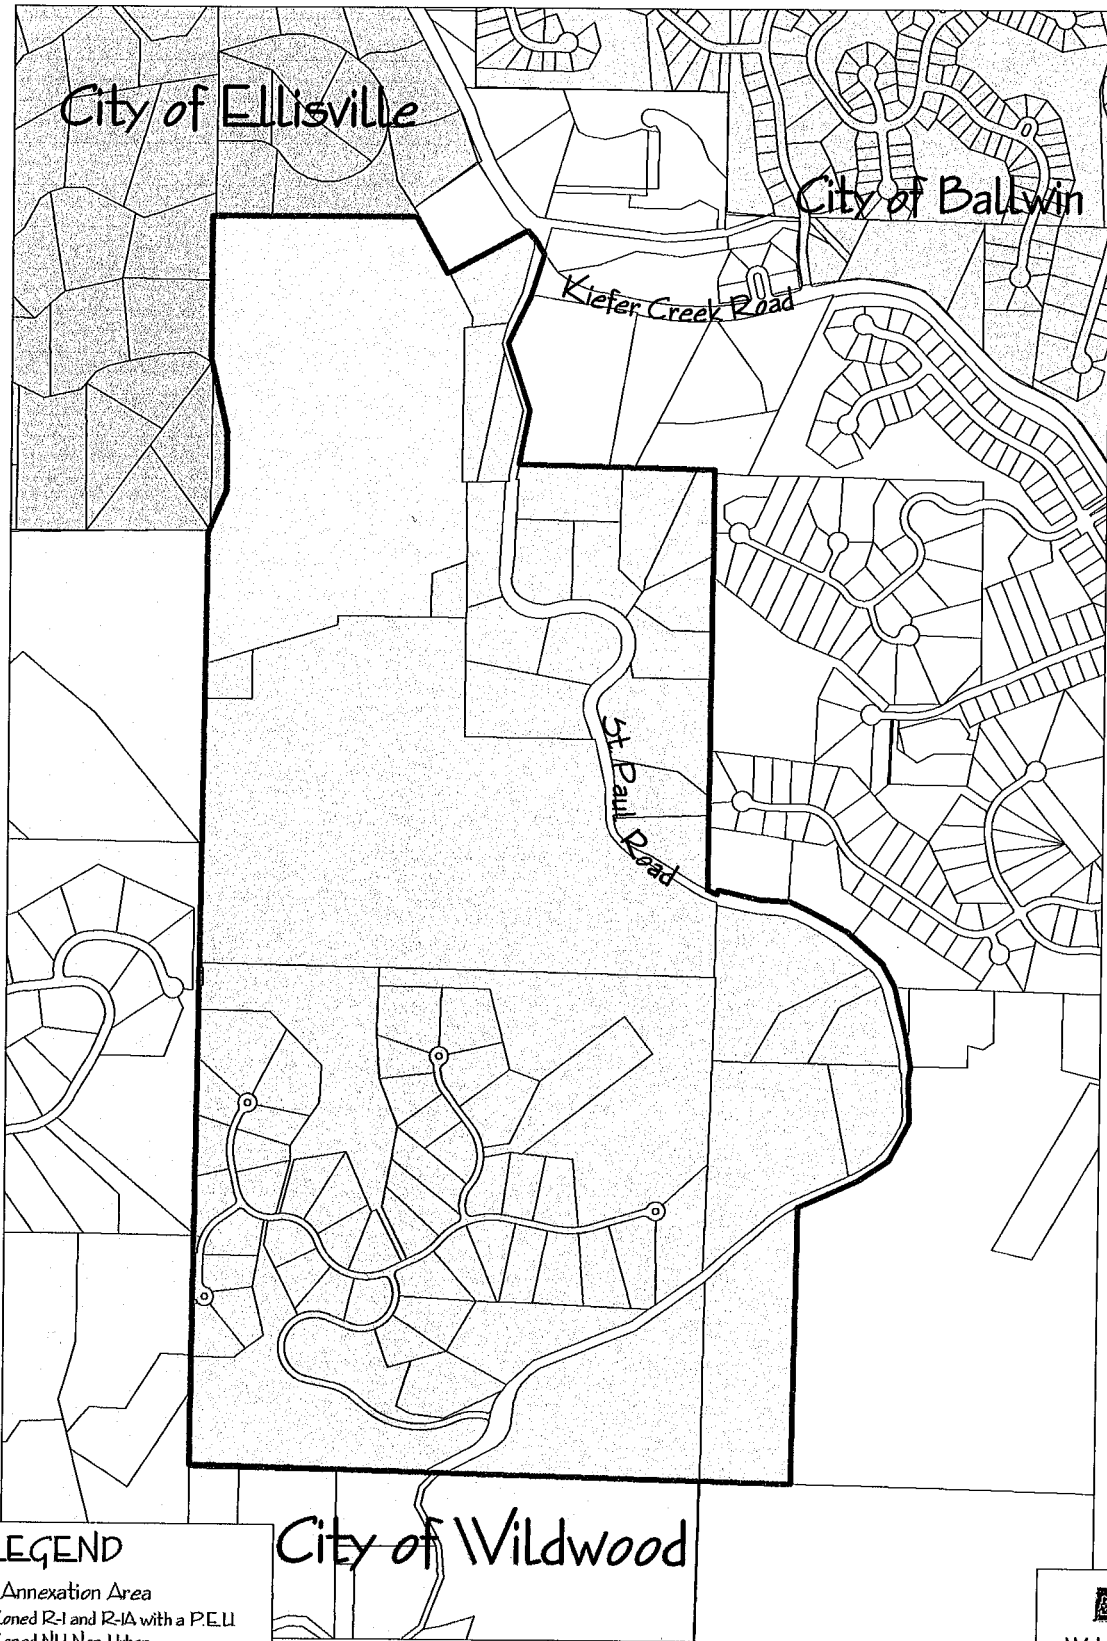 City of Ellisville
City of Ballwin
Kiefer Creek Road
St. Paul Road
City of Wildwood
LEGEND
Annexation Area
Zoned R-1 and R-1A with a P.E.U.